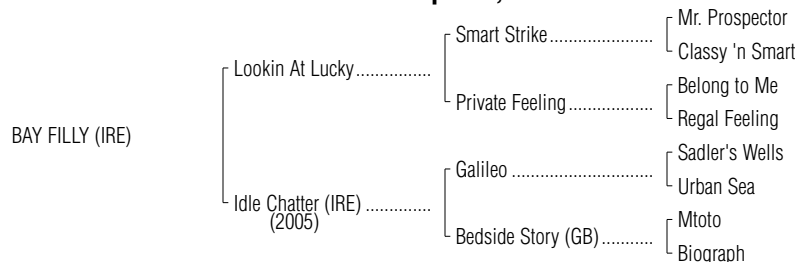 Mr. Prospector
Smart Strike.....................
Classy 'n Smart
Lookin At Lucky ...............
Belong to Me
Private Feeling.................
Regal Feeling
BAY FILLY (IRE)
Sadler's Wells
Galileo ............................
Urban Sea
Idle Chatter (IRE) .............
(2005)
Mtoto
Bedside Story (GB)...........
Biograph